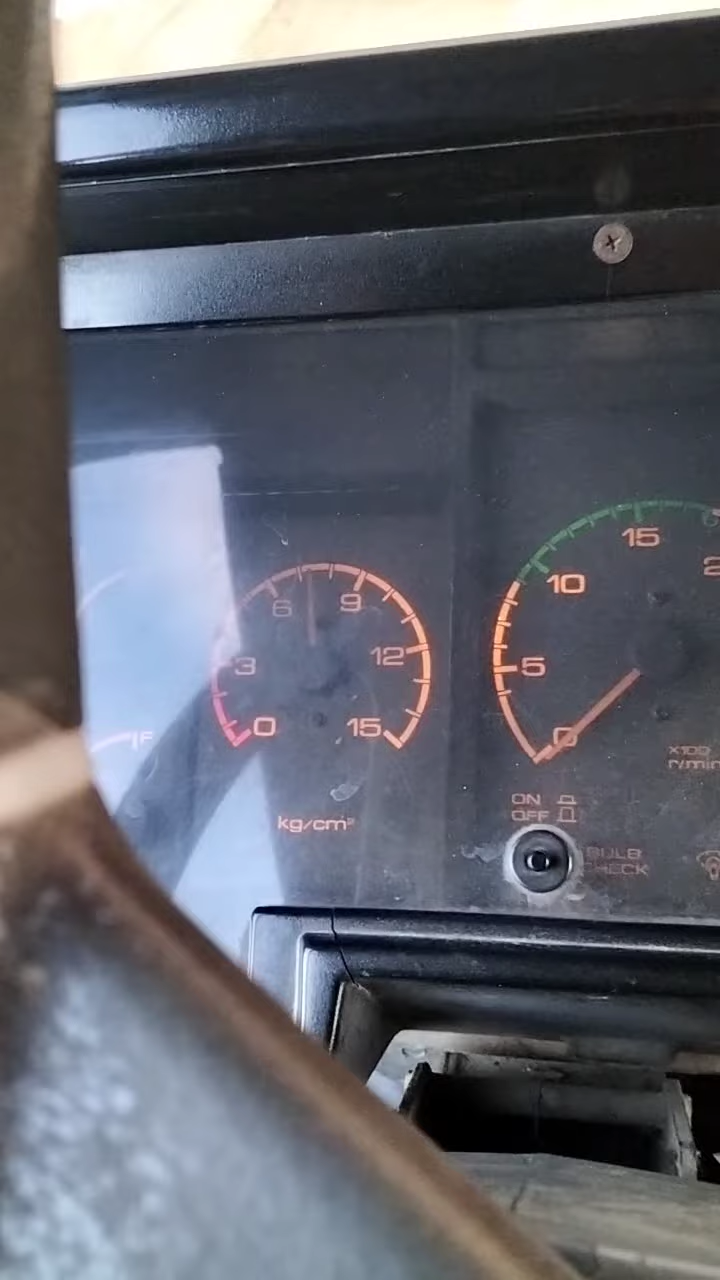 6 9
3 12
0 15
kg/cm²
F
15
10
5
0
X100
r/min
ON
OFF
BULB
CHECK